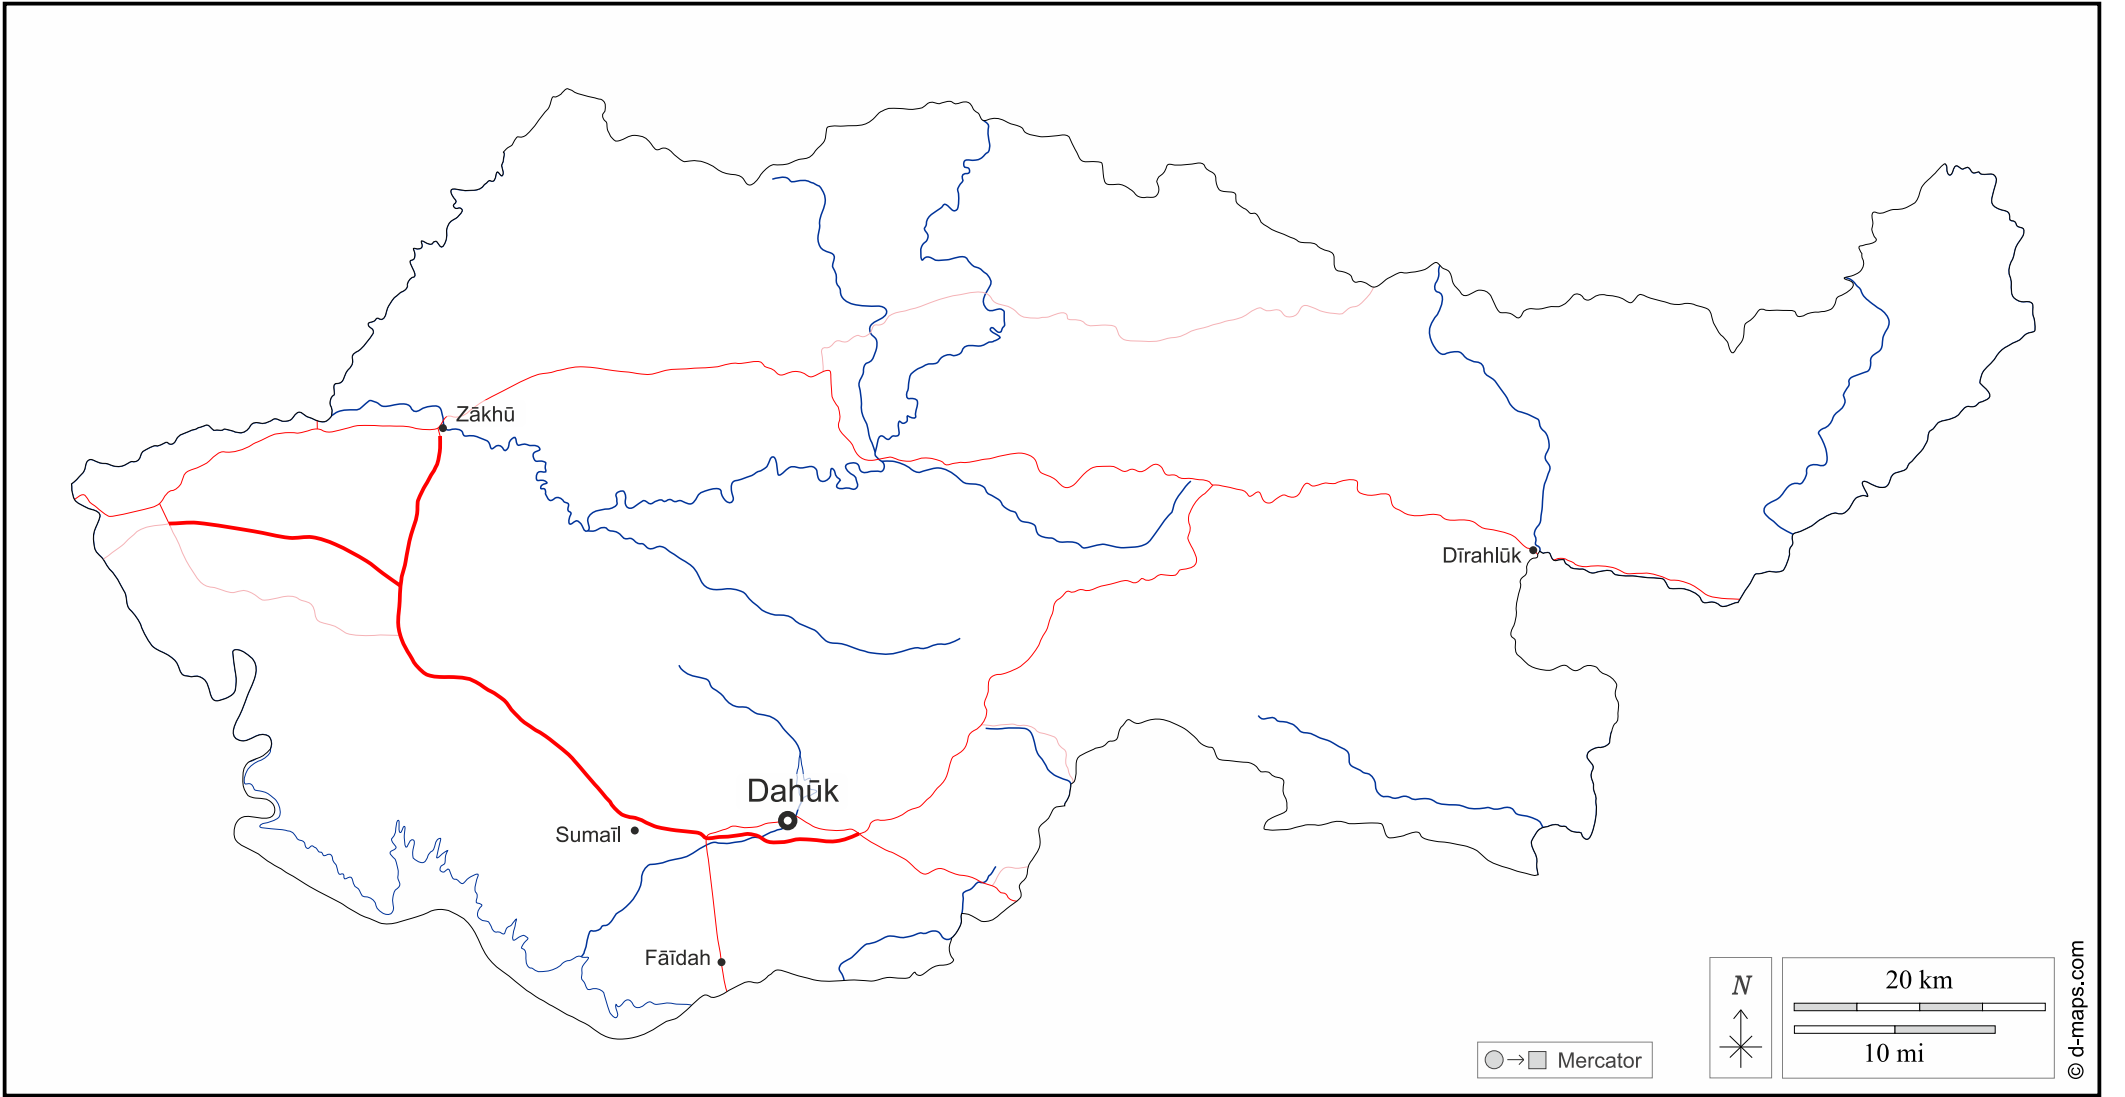 Zākhū
Dīrahlūk
Dahūk
Sumaīl
Fāīdah
N
20 km
10 mi
Mercator
© d-maps.com